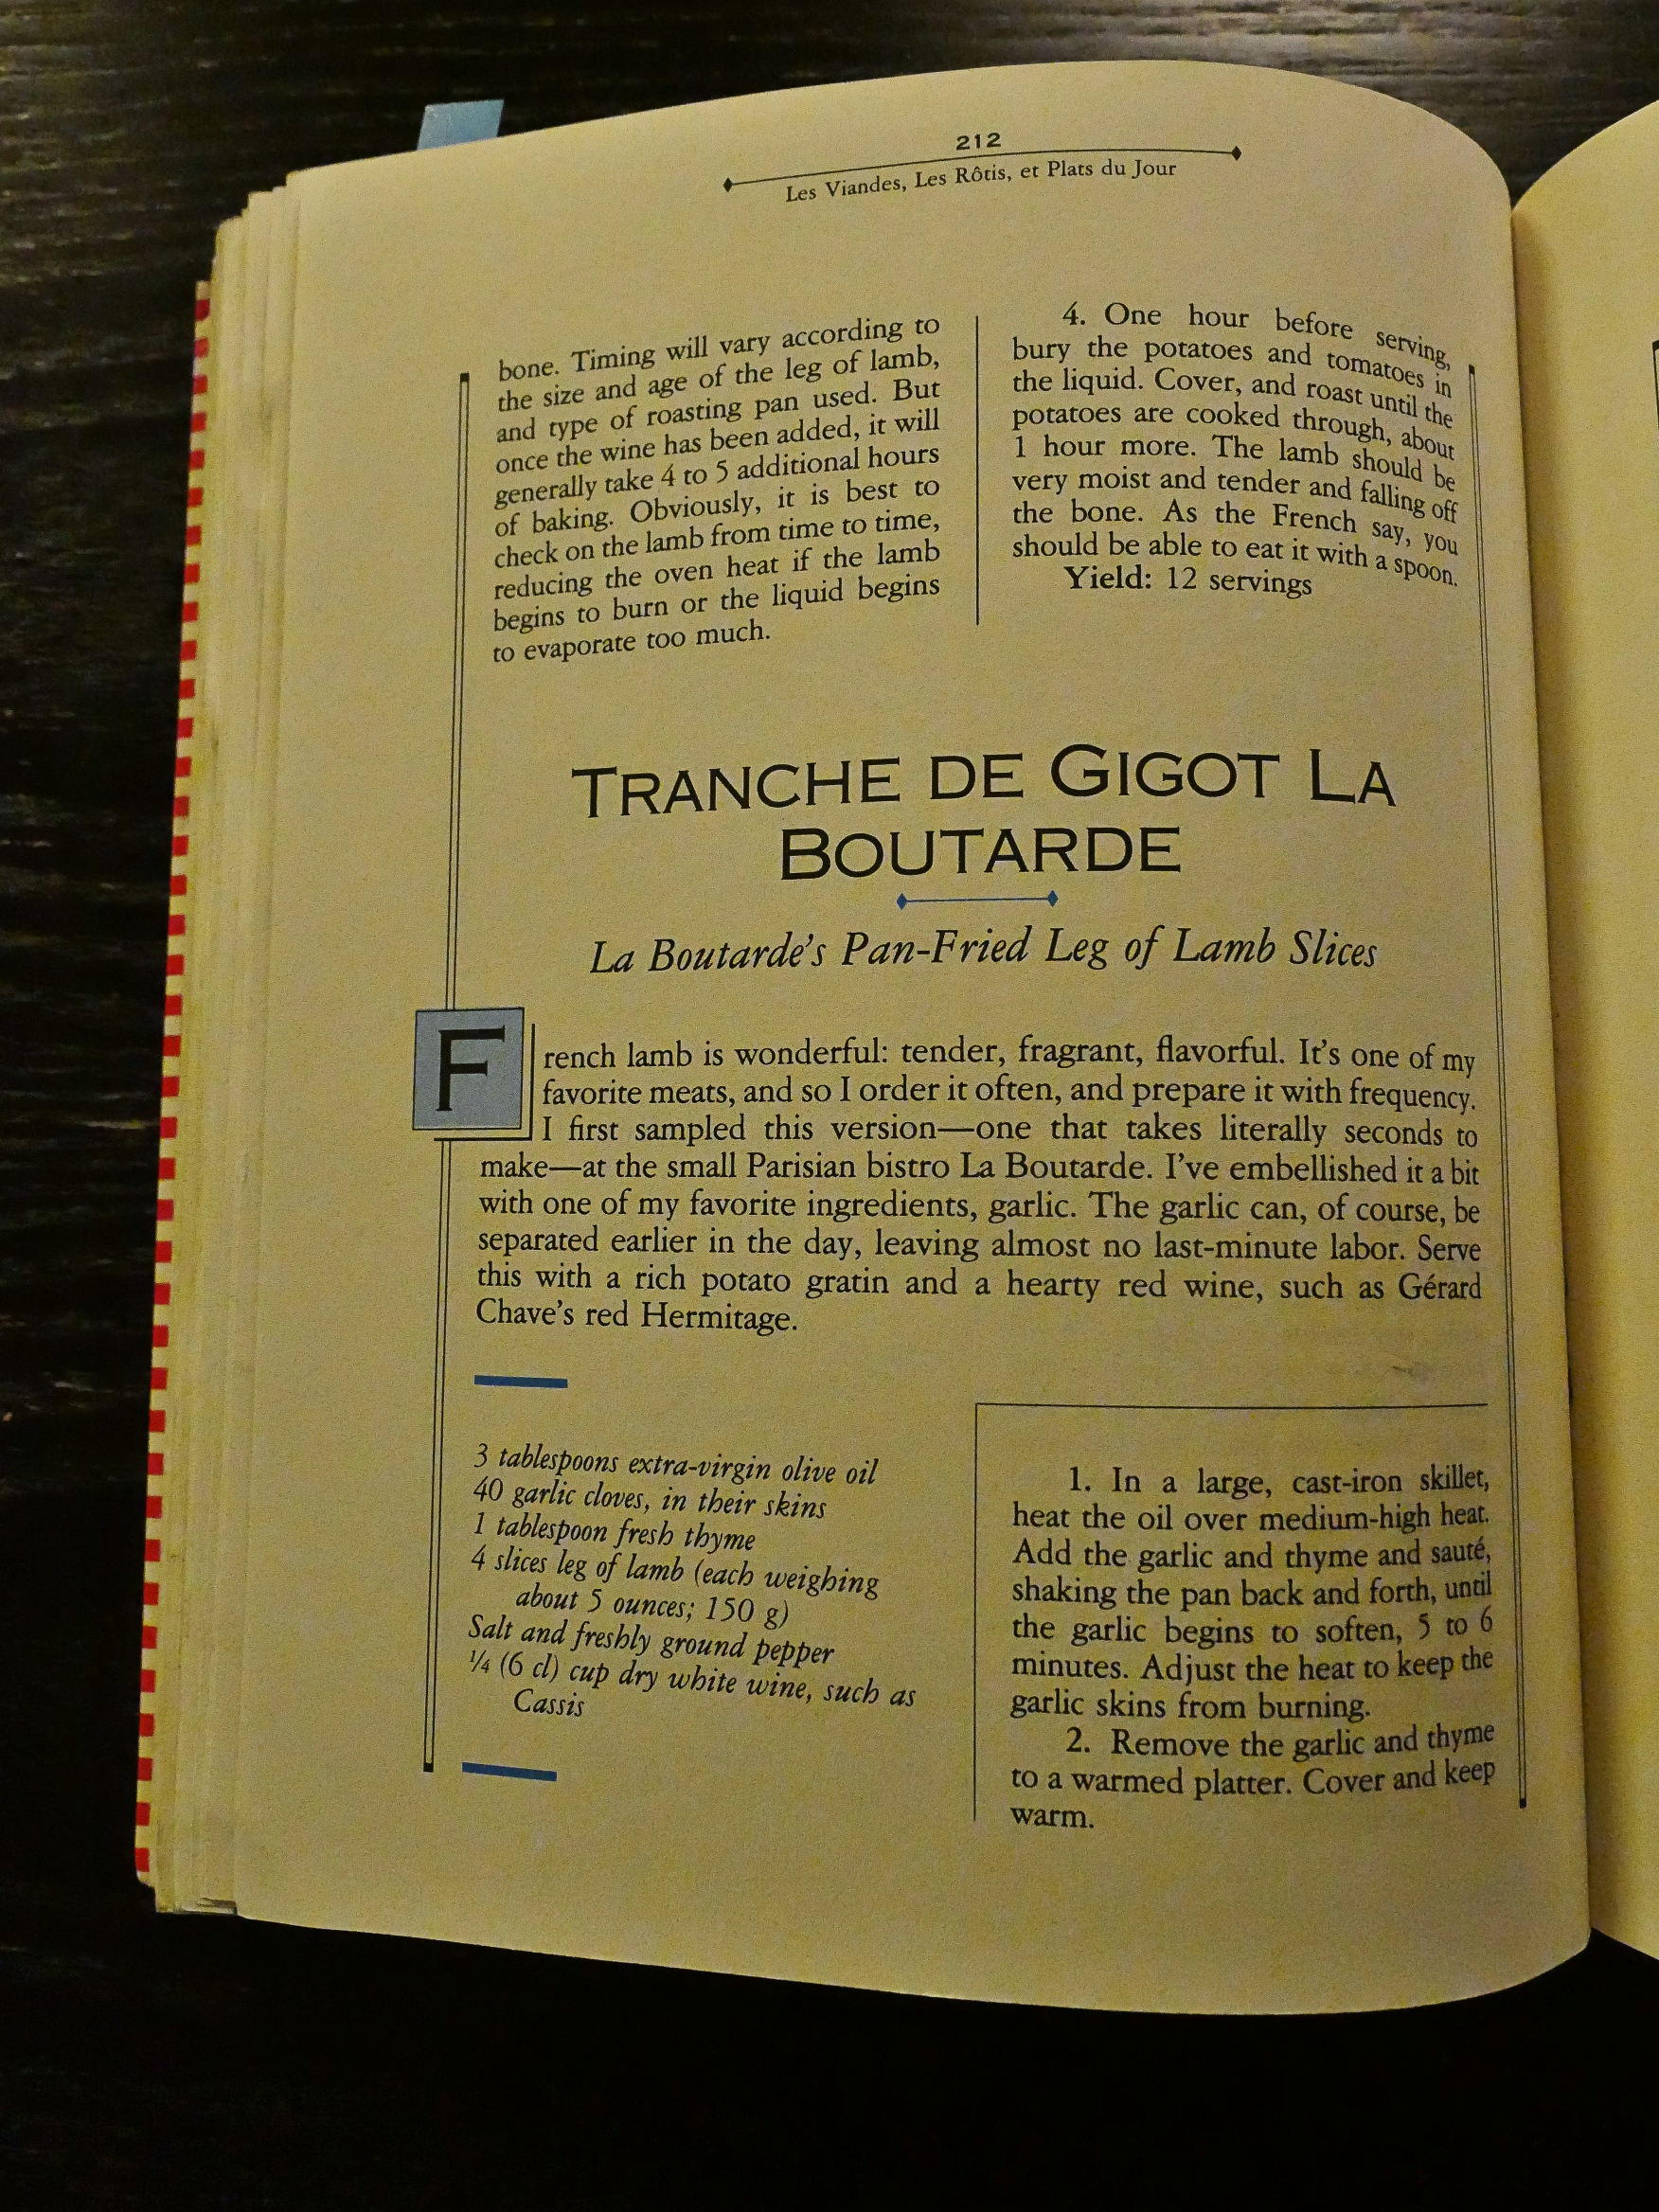 212
Les Viandes, Les Rôtis, et Plats du Jour
bone. Timing will vary according to
the size and age of the leg of lamb,
and type of roasting pan used. But
once the wine has been added, it will
generally take 4 to 5 additional hours
of baking. Obviously, it is best to
check on the lamb from time to time,
reducing the oven heat if the lamb
begins to burn or the liquid begins
to evaporate too much.
4. One hour before serving,
bury the potatoes and tomatoes in
the liquid. Cover, and roast until the
potatoes are cooked through, about
1 hour more. The lamb should be
very moist and tender and falling off
the bone. As the French say, you
should be able to eat it with a spoon.
Yield: 12 servings
TRANCHE DE GIGOT LA
BOUTARDE
La Boutarde's Pan-Fried Leg of Lamb Slices
French lamb is wonderful: tender, fragrant, flavorful. It's one of my
favorite meats, and so I order it often, and prepare it with frequency.
I first sampled this version—one that takes literally seconds to
make—at the small Parisian bistro La Boutarde. I've embellished it a bit
with one of my favorite ingredients, garlic. The garlic can, of course, be
separated earlier in the day, leaving almost no last-minute labor. Serve
this with a rich potato gratin and a hearty red wine, such as Gérard
Chave's red Hermitage.
3 tablespoons extra-virgin olive oil
40 garlic cloves, in their skins
1 tablespoon fresh thyme
4 slices leg of lamb (each weighing
about 5 ounces; 150 g)
Salt and freshly ground pepper
¼ (6 cl) cup dry white wine, such as
Cassis
1. In a large, cast-iron skillet,
heat the oil over medium-high heat.
Add the garlic and thyme and sauté,
shaking the pan back and forth, until
the garlic begins to soften, 5 to 6
minutes. Adjust the heat to keep the
garlic skins from burning.
2. Remove the garlic and thyme
to a warmed platter. Cover and keep
warm.